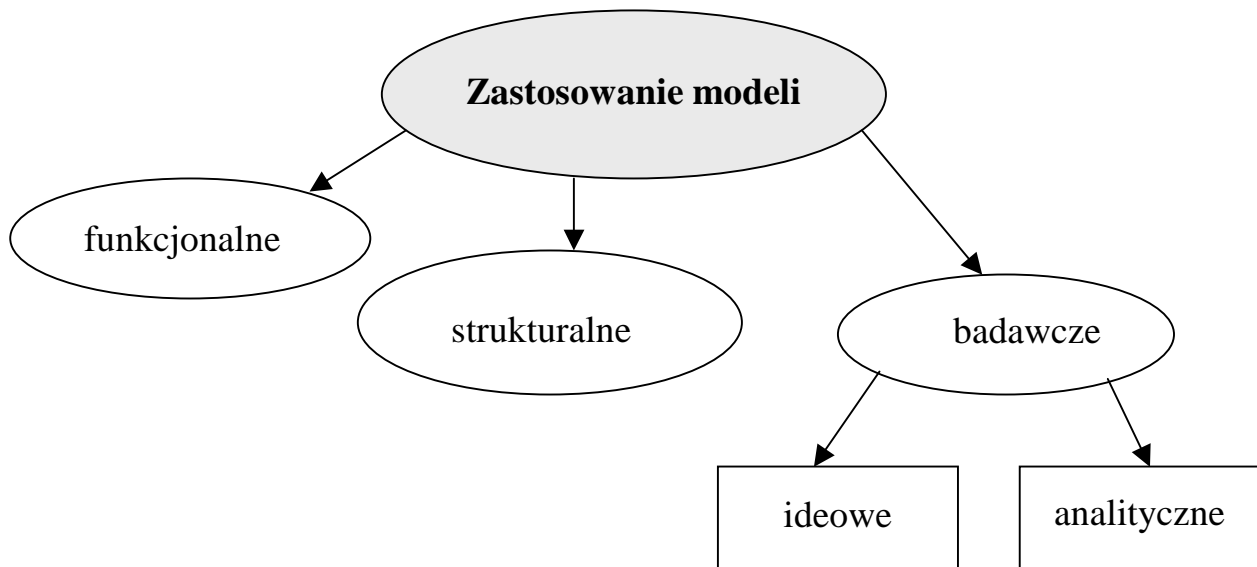 Zastosowanie modeli
funkcjonalne
strukturalne
badawcze
ideowe
analityczne